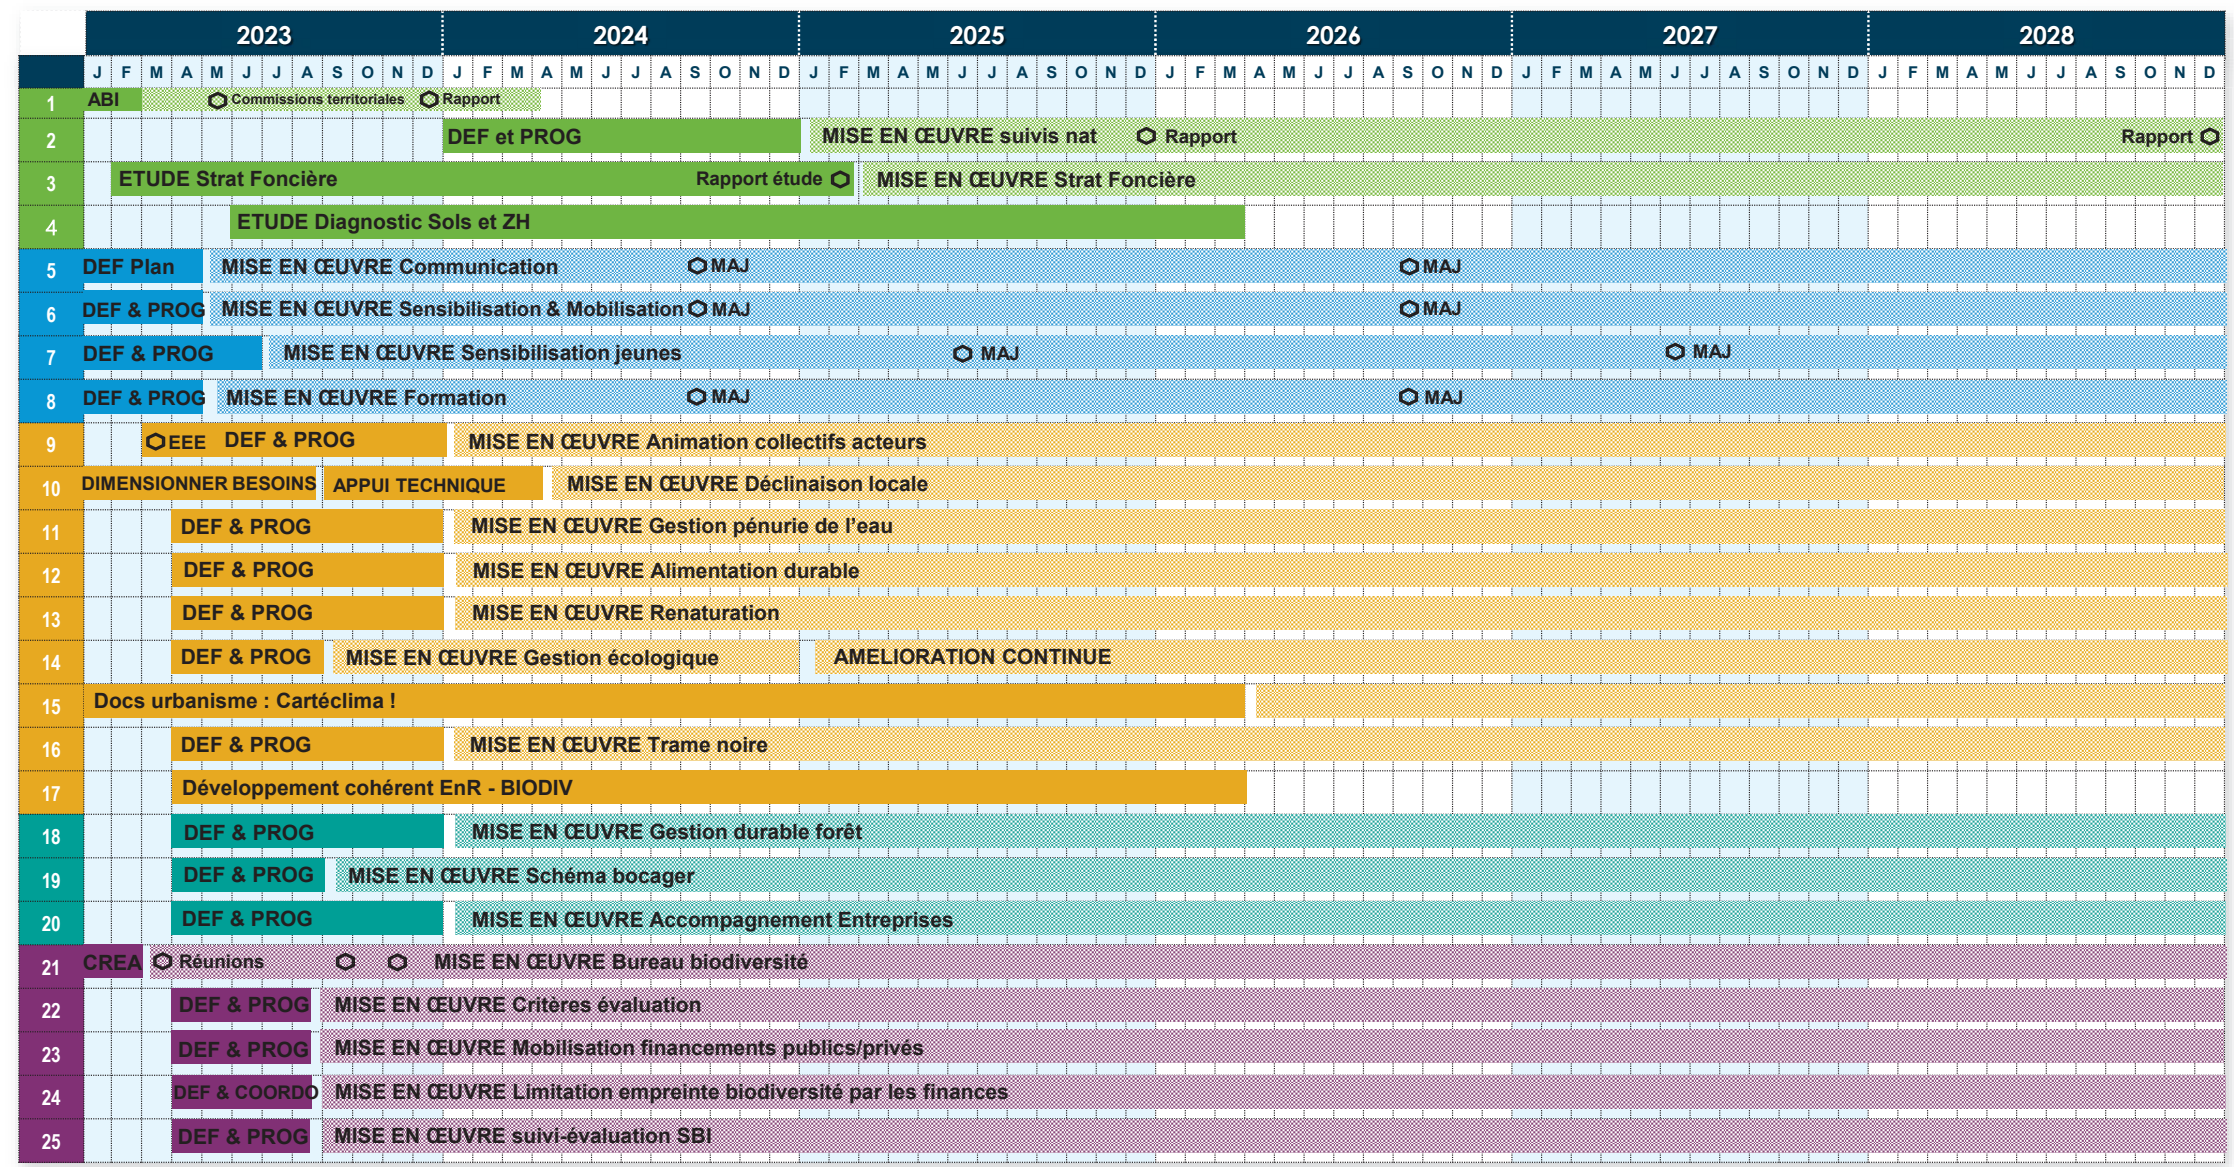 2023 2024 2025 2026 2027 2028
J F M A M J J A S O N D J F M A M J J A S O N D J F M A M J J A S O N D J F M A M J J A S O N D J F M A M J J A S O N D J F M A M J J A S O N D
1 ABI Commissions territoriales Rapport
2 DEF et PROG MISE EN ŒUVRE suivis nat Rapport Rapport
3 ETUDE Strat Foncière Rapport étude MISE EN ŒUVRE Strat Foncière
4 ETUDE Diagnostic Sols et ZH
5 DEF Plan MISE EN ŒUVRE Communication MAJ MAJ
6 DEF & PROG MISE EN ŒUVRE Sensibilisation & Mobilisation MAJ MAJ
7 DEF & PROG MISE EN ŒUVRE Sensibilisation jeunes MAJ MAJ
8 DEF & PROG MISE EN ŒUVRE Formation MAJ MAJ
9 EEE DEF & PROG MISE EN ŒUVRE Animation collectifs acteurs
10 DIMENSIONNER BESOINS APPUI TECHNIQUE MISE EN ŒUVRE Déclinaison locale
11 DEF & PROG MISE EN ŒUVRE Gestion pénurie de l’eau
12 DEF & PROG MISE EN ŒUVRE Alimentation durable
13 DEF & PROG MISE EN ŒUVRE Renaturation
14 DEF & PROG MISE EN ŒUVRE Gestion écologique AMELIORATION CONTINUE
15 Docs urbanisme : Cartéclima !
16 DEF & PROG MISE EN ŒUVRE Trame noire
17 Développement cohérent EnR - BIODIV
18 DEF & PROG MISE EN ŒUVRE Gestion durable forêt
19 DEF & PROG MISE EN ŒUVRE Schéma bocager
20 DEF & PROG MISE EN ŒUVRE Accompagnement Entreprises
21 CREA Réunions MISE EN ŒUVRE Bureau biodiversité
22 DEF & PROG MISE EN ŒUVRE Critères évaluation
23 DEF & PROG MISE EN ŒUVRE Mobilisation financements publics/privés
24 DEF & COORDO MISE EN ŒUVRE Limitation empreinte biodiversité par les finances
25 DEF & PROG MISE EN ŒUVRE suivi-évaluation SBI